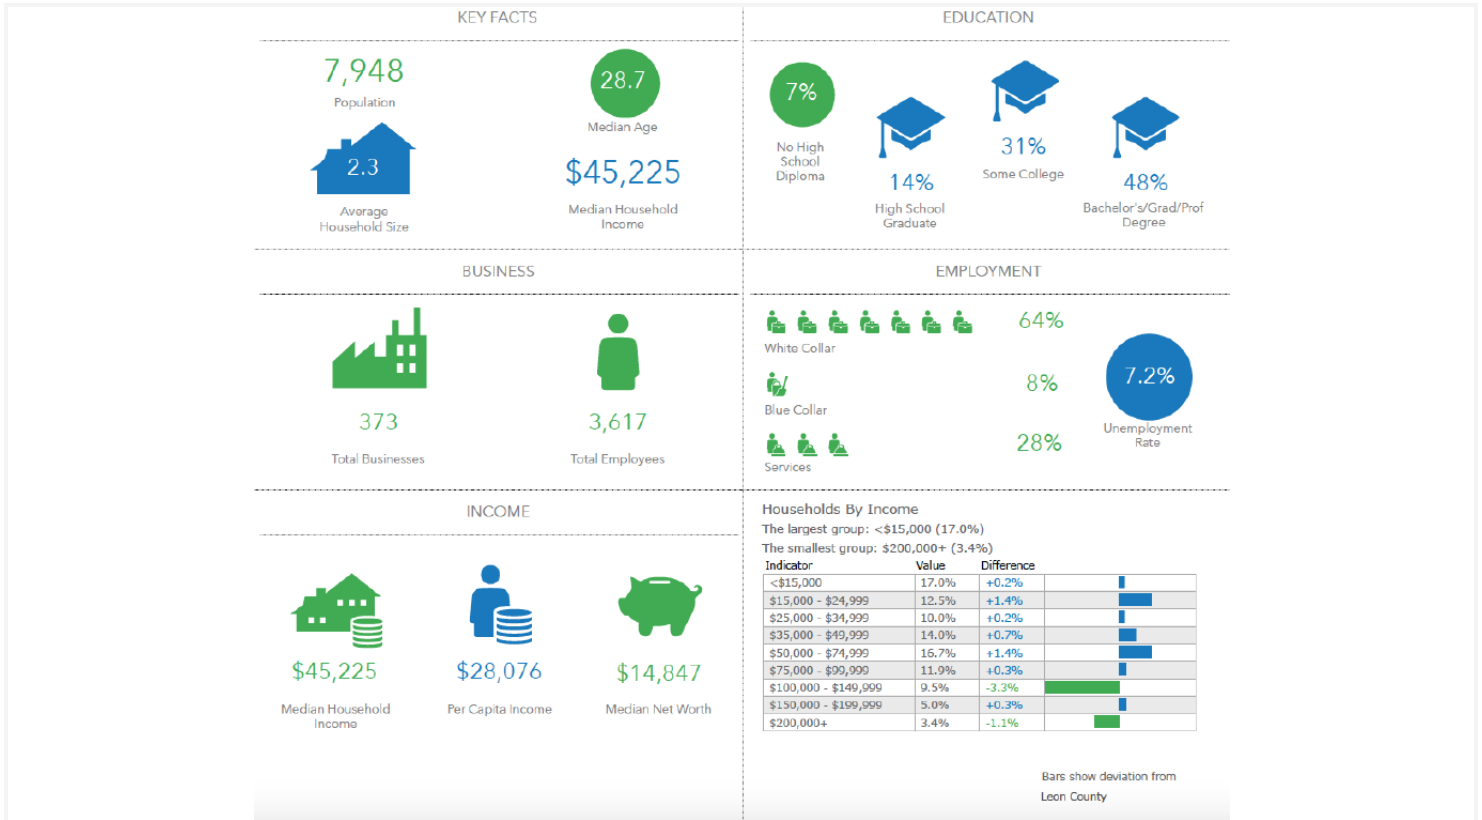 KEY FACTS
7,948
Population
28.7
Median Age
2.3
Average
Household Size
$45,225
Median Household
Income
EDUCATION
7%
No High
School
Diploma
14%
High School
Graduate
31%
Some College
48%
Bachelor's/Grad/Prof
Degree
BUSINESS
373
Total Businesses
3,617
Total Employees
EMPLOYMENT
64%
White Collar
8%
Blue Collar
28%
Services
7.2%
Unemployment
Rate
INCOME
$45,225
Median Household
Income
$28,076
Per Capita Income
$14,847
Median Net Worth
Households By Income
The largest group: <$15,000 (17.0%)
The smallest group: $200,000+ (3.4%)
Indicator Value Difference
<$15,000 17.0% +0.2%
$15,000 - $24,999 12.5% +1.4%
$25,000 - $34,999 10.0% +0.2%
$35,000 - $49,999 14.0% +0.7%
$50,000 - $74,999 16.7% +1.4%
$75,000 - $99,999 11.9% +0.3%
$100,000 - $149,999 9.5% -3.3%
$150,000 - $199,999 5.0% +0.3%
$200,000+ 3.4% -1.1%
Bars show deviation from
Leon County